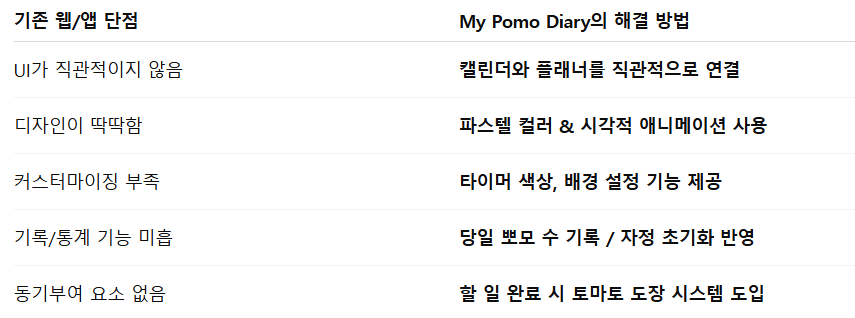 기존 웹/앱 단점 My Pomo Diary의 해결 방법
UI가 직관적이지 않음 캘린더와 플래너를 직관적으로 연결
디자인이 딱딱함 파스텔 컬러 & 시각적 애니메이션 사용
커스터마이징 부족 타이머 색상, 배경 설정 기능 제공
기록/통계 기능 미흡 당일 뽀모 수 기록 / 자정 초기화 반영
동기부여 요소 없음 할 일 완료 시 토마토 도장 시스템 도입